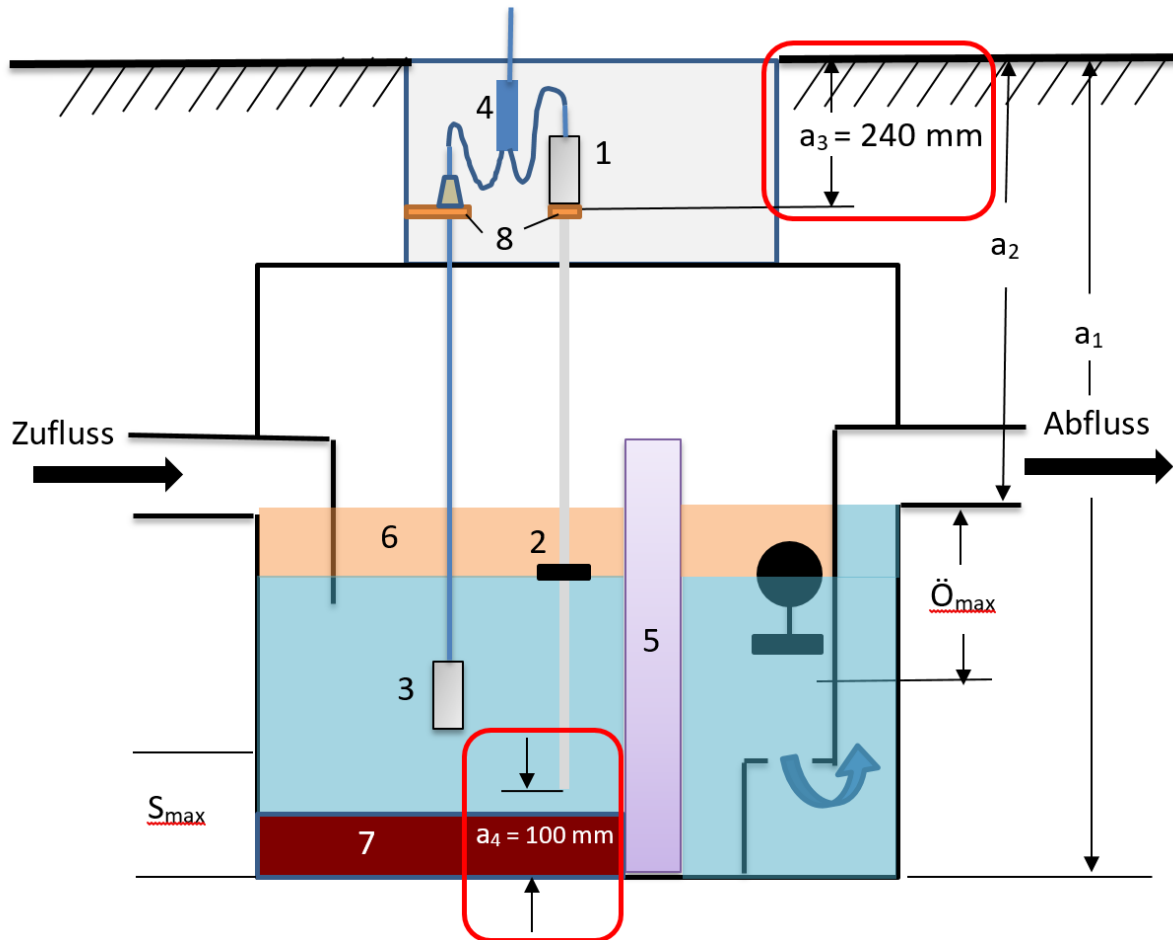 4
1
a₃ = 240 mm
8
a₂
a₁
Zufluss
Abfluss
6
2
Ömax
5
3
Smax
7
a₄ = 100 mm